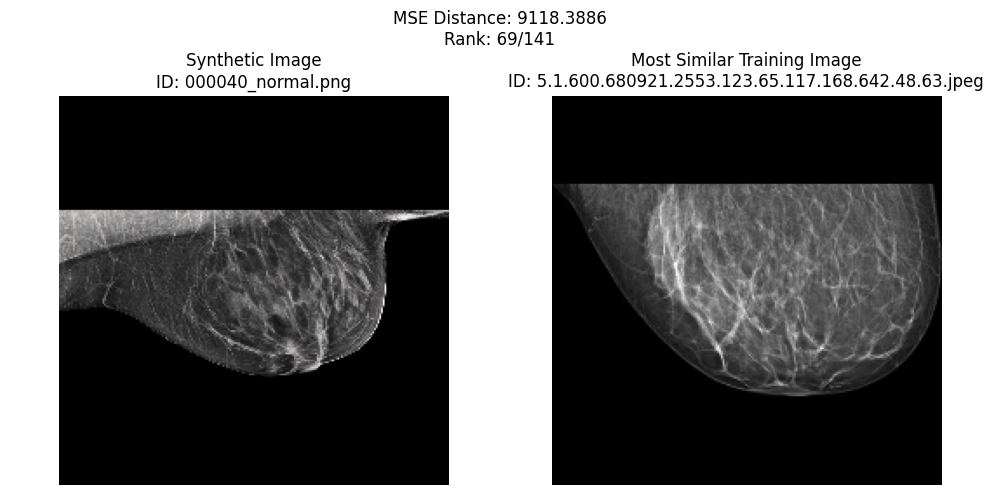 MSE Distance: 9118.3886
Rank: 69/141
Synthetic Image
ID: 000040_normal.png
Most Similar Training Image
ID: 5.1.600.680921.2553.123.65.117.168.642.48.63.jpeg